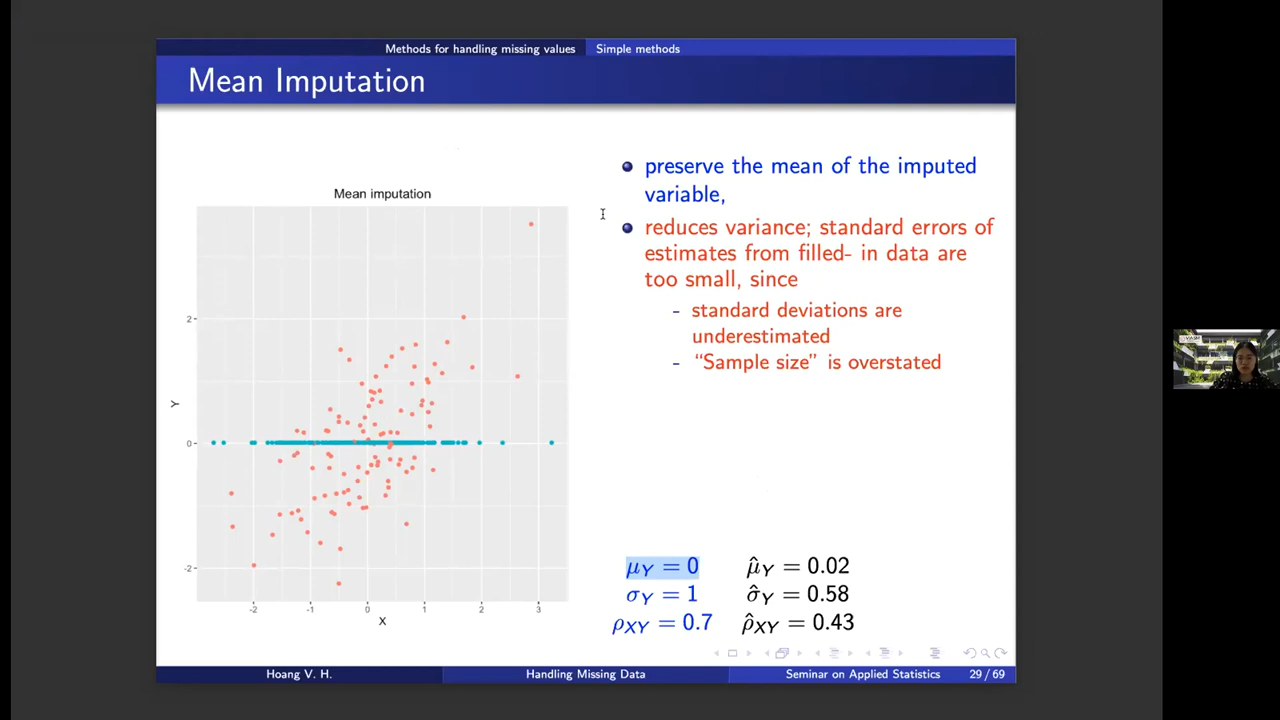 Methods for handling missing values Simple methods
Mean Imputation
Mean imputation
Y
2
0
-2
-2 -1 0 1 2 3
X
preserve the mean of the imputed
variable,
reduces variance; standard errors of
estimates from filled- in data are
too small, since
- standard deviations are
underestimated
- “Sample size” is overstated
μY = 0 μ̂Y = 0.02
σY = 1 σ̂Y = 0.58
ρXY = 0.7 ρ̂XY = 0.43
Hoang V. H. Handling Missing Data Seminar on Applied Statistics 29 / 69